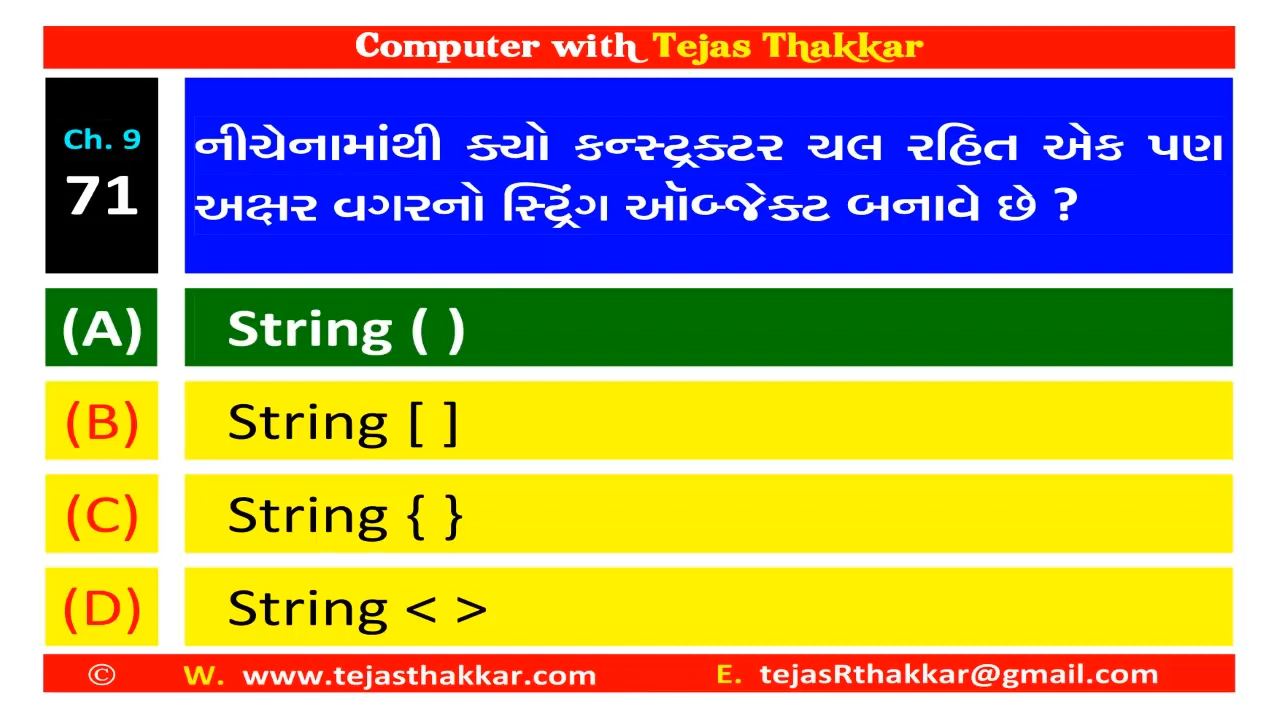 Computer with Tejas Thakkar
Ch. 9
71
નીચેનામાંથી ક્યો કન્સ્ટ્રક્ટર ચલ રહિત એક પણ
અક્ષર વગરનો સ્ટ્રિંગ ઑબ્જેક્ટ બનાવે છે ?
(A) String ( )
(B) String [ ]
(C) String { }
(D) String < >
© W. www.tejasthakkar.com E. tejasRthakkar@gmail.com